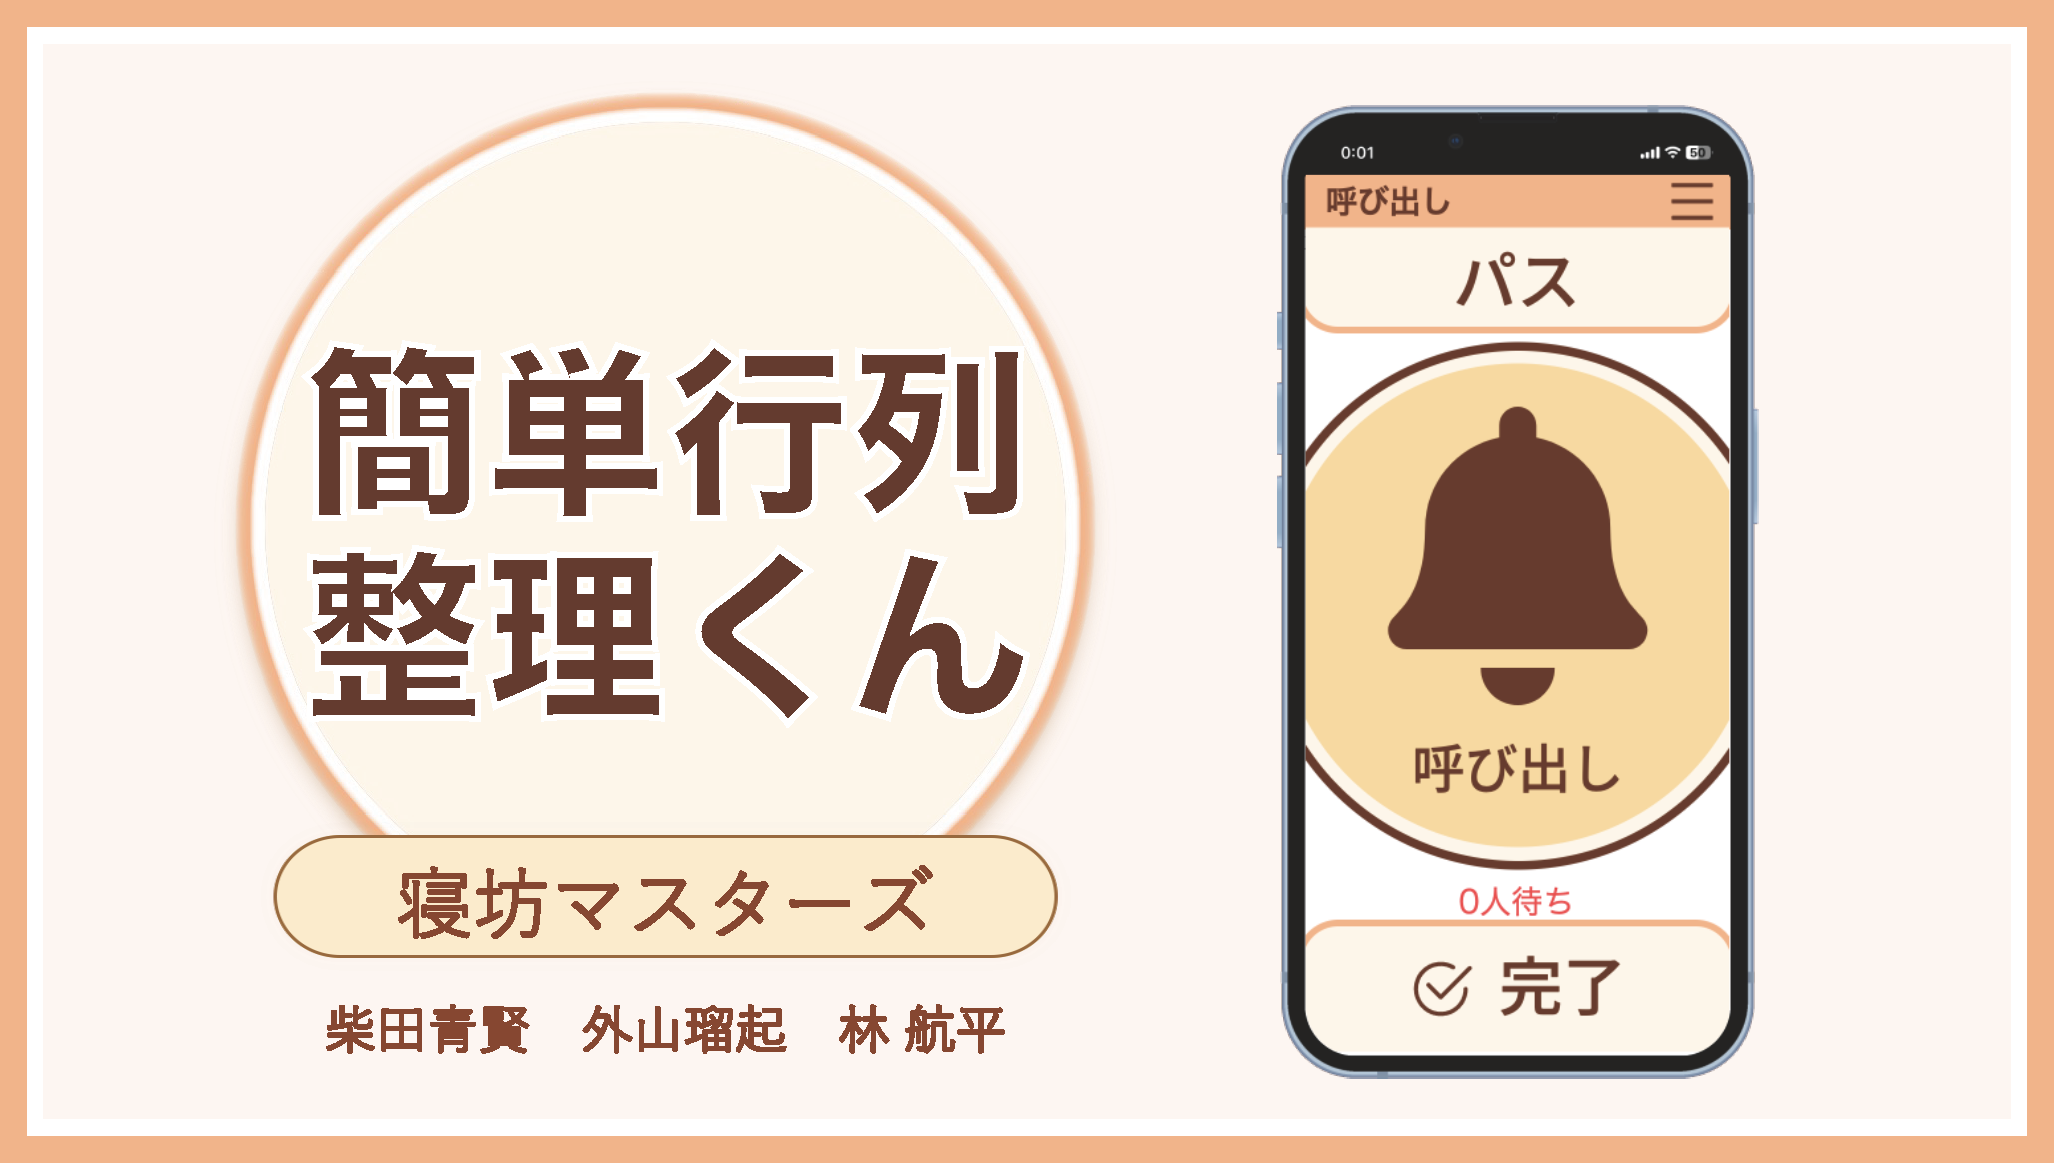 簡単行列
整理くん
寝坊マスターズ
柴田青賢　外山瑠起　林 航平
0:01
50
呼び出し
パス
呼び出し
0人待ち
完了